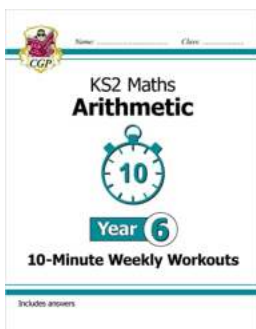 Name: ........................ Class: ................
CGP
KS2 Maths
Arithmetic
10
Year 6
10-Minute Weekly Workouts
Includes answers